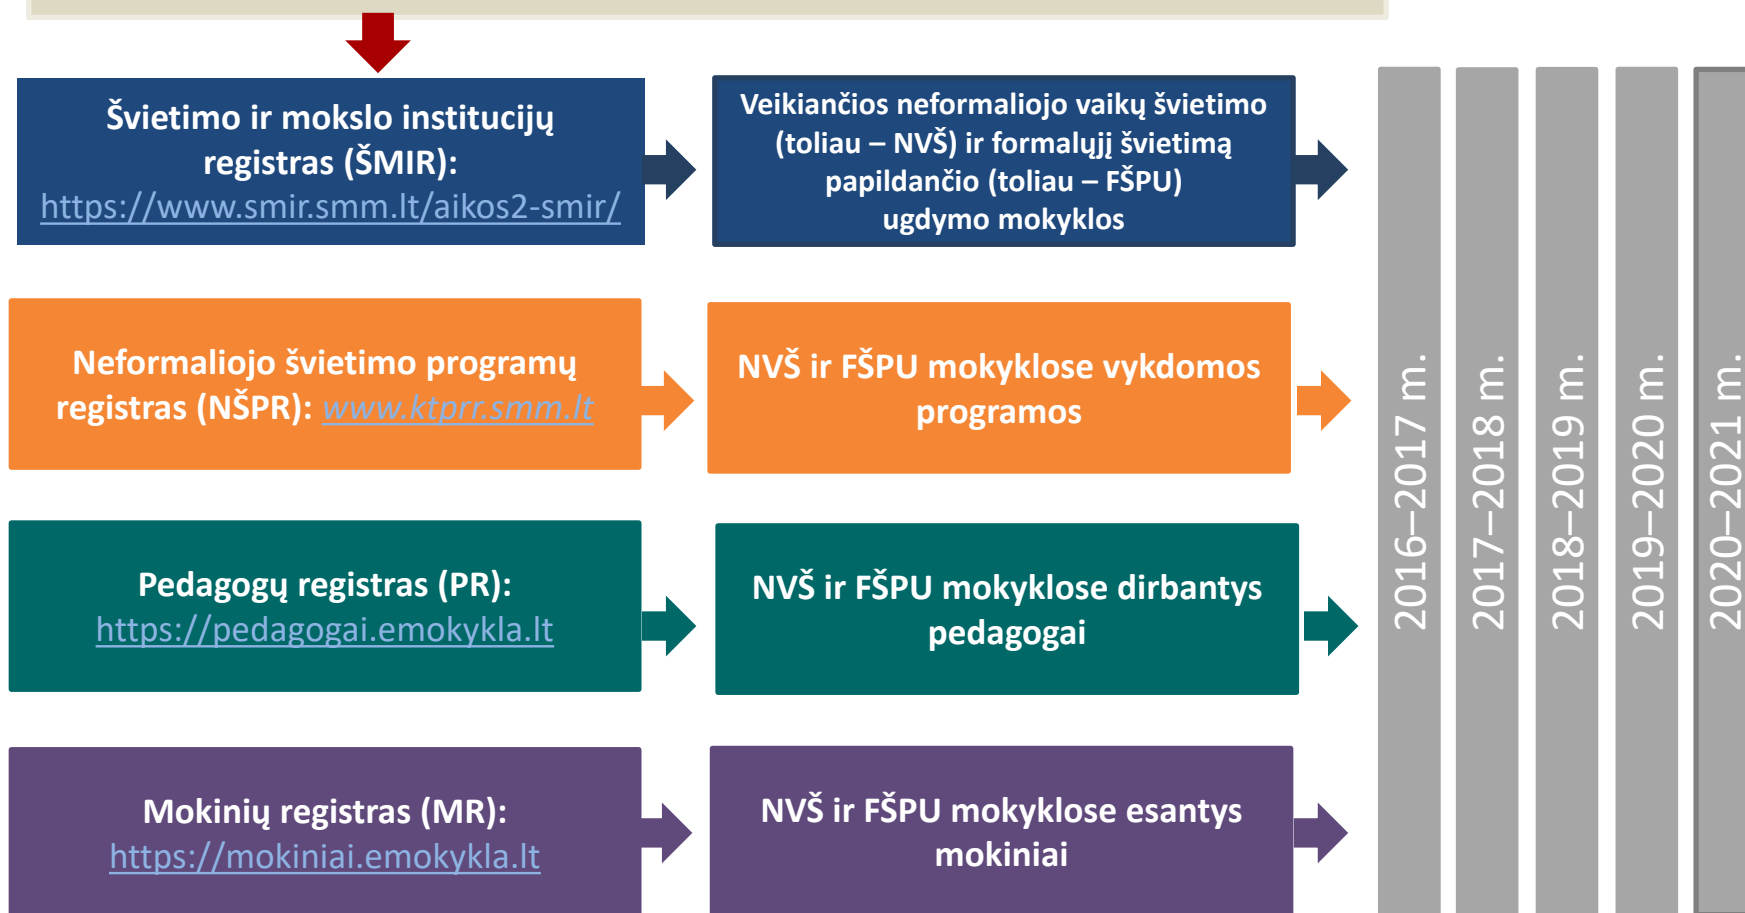 Švietimo ir mokslo institucijų
registras (ŠMIR):
https://www.smir.smm.lt/aikos2-smir/
Veikiančios neformaliojo vaikų švietimo
(toliau – NVŠ) ir formalųjį švietimą
papildančio (toliau – FŠPU)
ugdymo mokyklos
Neformaliojo švietimo programų
registras (NŠPR): www.ktprr.smm.lt
NVŠ ir FŠPU mokyklose vykdomos
programos
Pedagogų registras (PR):
https://pedagogai.emokykla.lt
NVŠ ir FŠPU mokyklose dirbantys
pedagogai
Mokinių registras (MR):
https://mokiniai.emokykla.lt
NVŠ ir FŠPU mokyklose esantys
mokiniai
2016–2017 m.
2017–2018 m.
2018–2019 m.
2019–2020 m.
2020–2021 m.